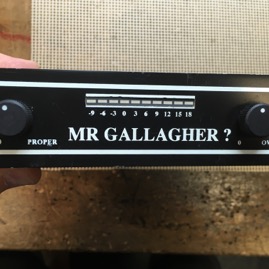 -9 -6 -3 0 3 6 9 12 15 18
MR GALLAGHER ?
PROPER
0